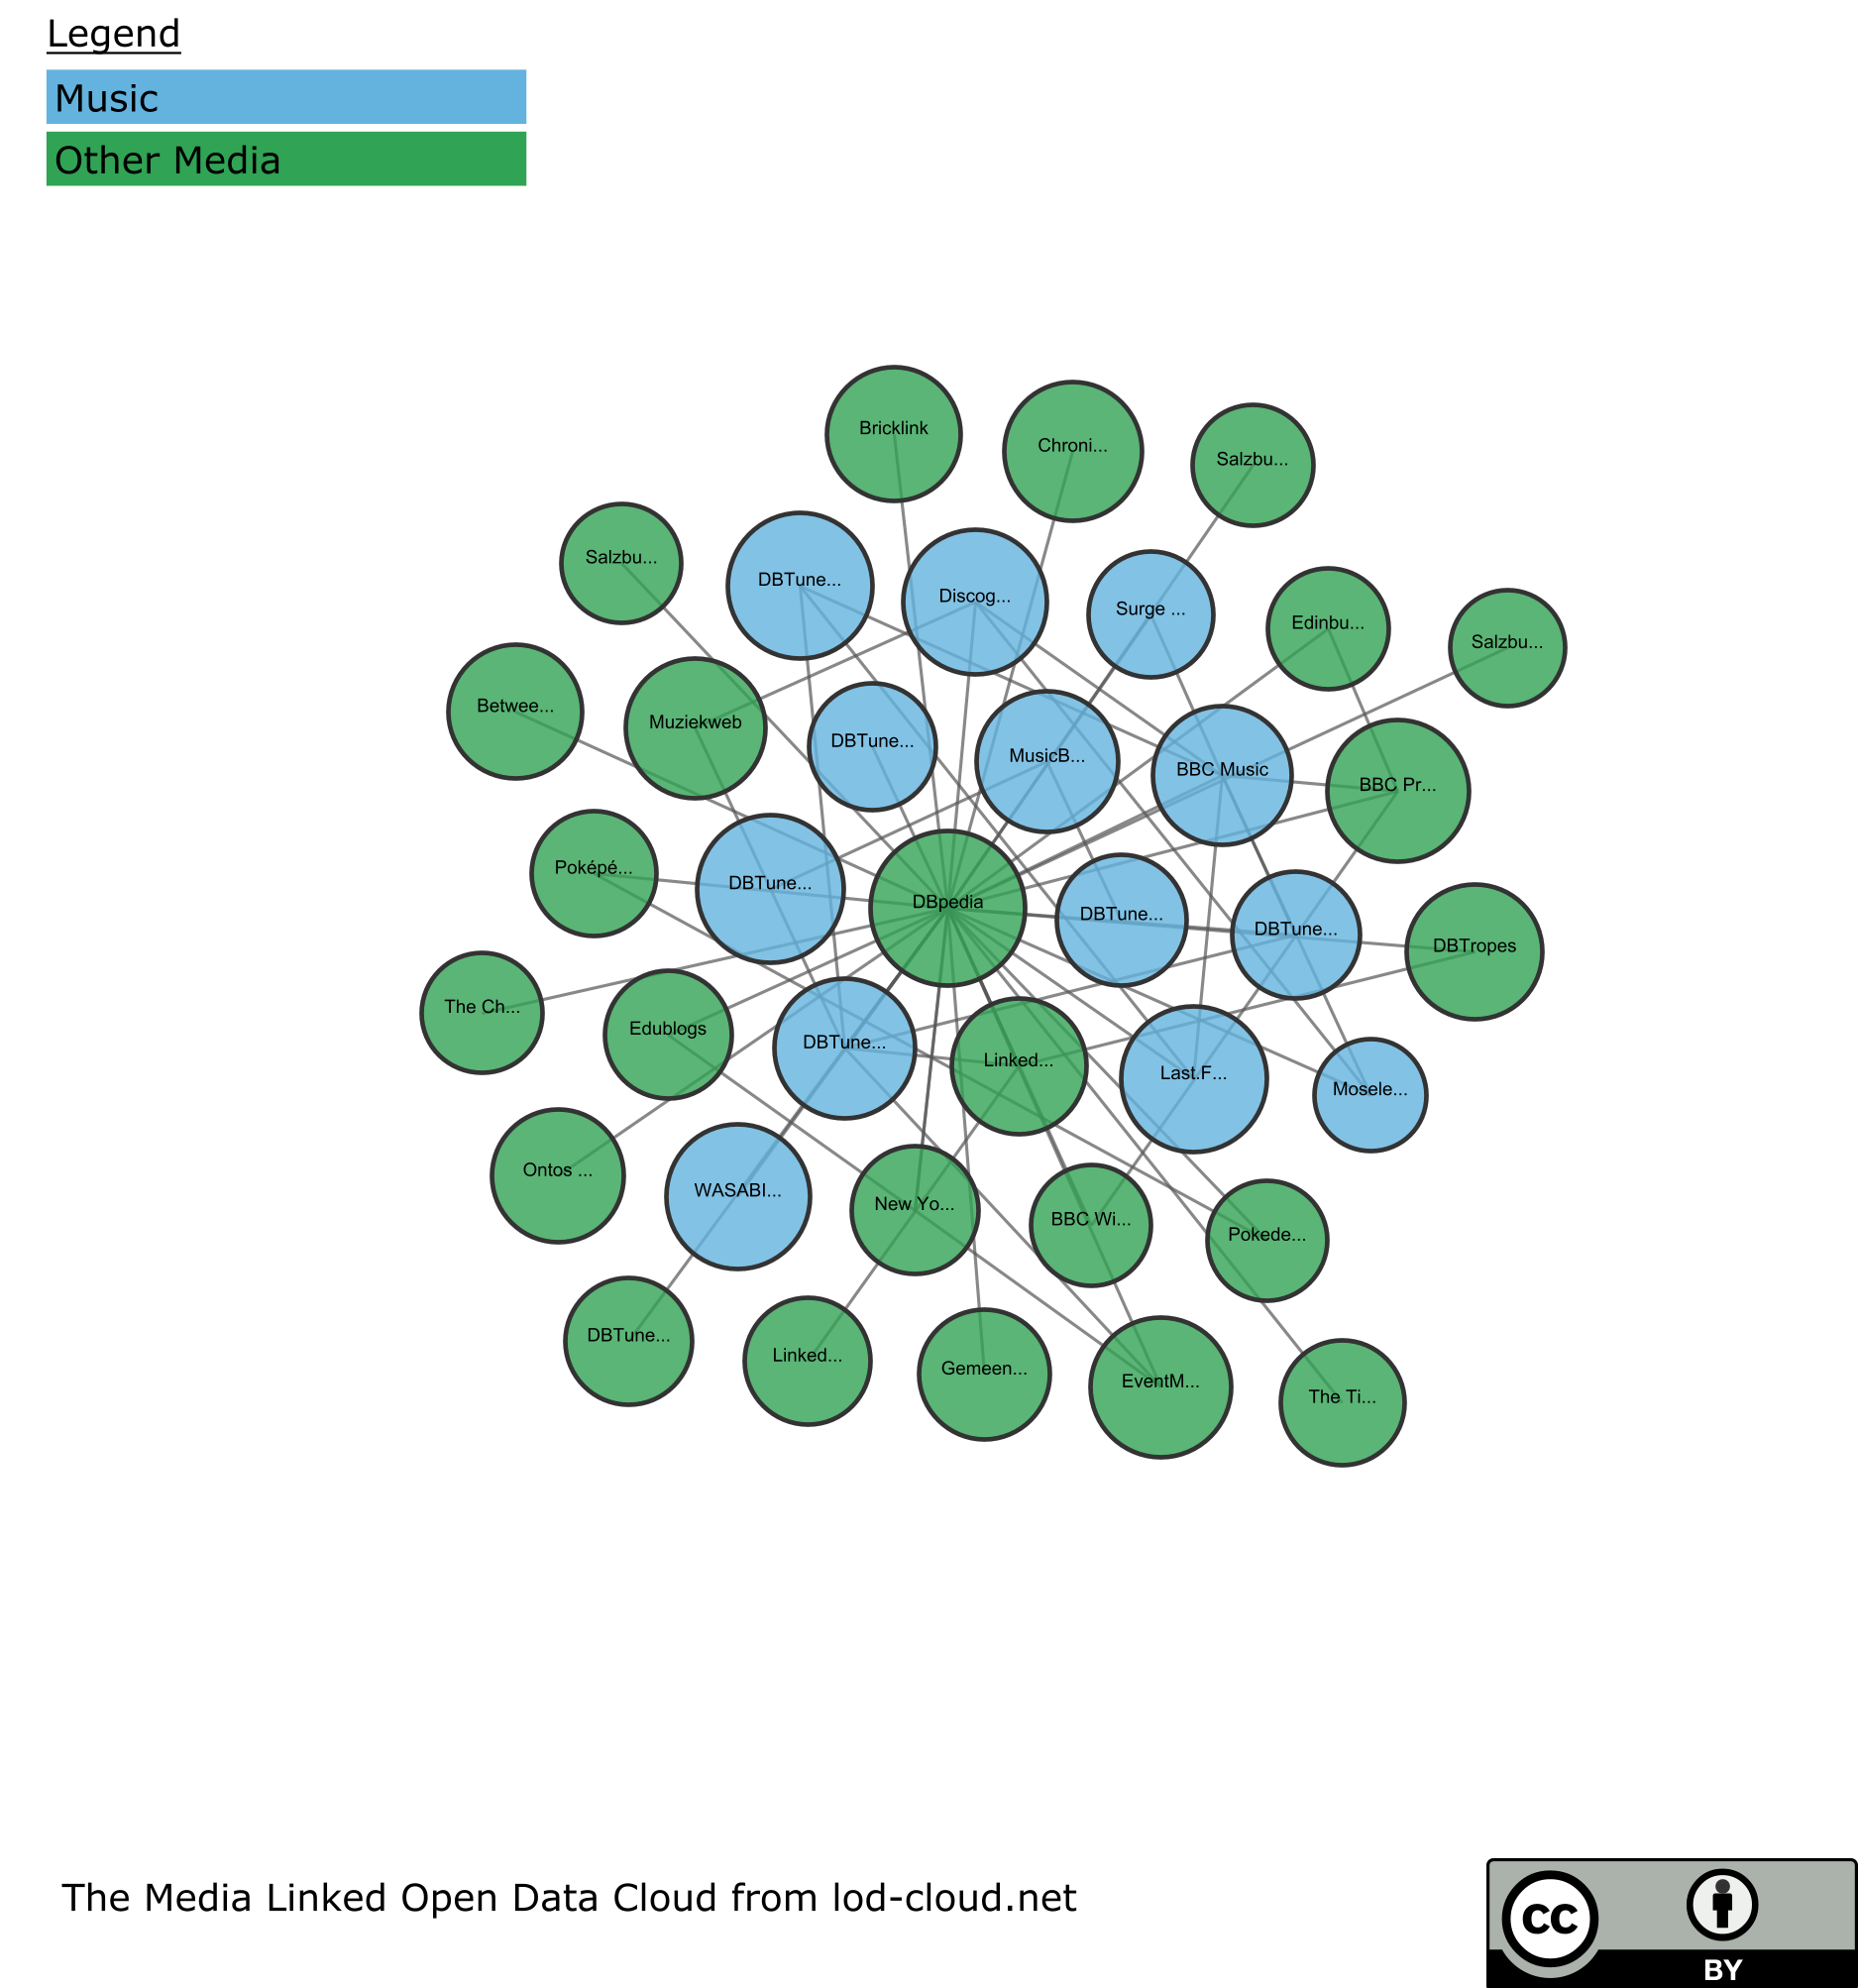 Legend
Music
Other Media
Bricklink
Chroni...
Salzbu...
Salzbu...
DBTune...
Discog...
Surge ...
Edinbu...
Salzbu...
Betwee...
Muziekweb
DBTune...
MusicB...
BBC Music
BBC Pr...
Poképé...
DBTune...
DBpedia
DBTune...
DBTune...
DBTropes
The Ch...
Edublogs
DBTune...
Linked...
Last.F...
Mosele...
Ontos ...
WASABI...
New Yo...
BBC Wi...
Pokede...
DBTune...
Linked...
Gemeen...
EventM...
The Ti...
The Media Linked Open Data Cloud from lod-cloud.net
cc
BY